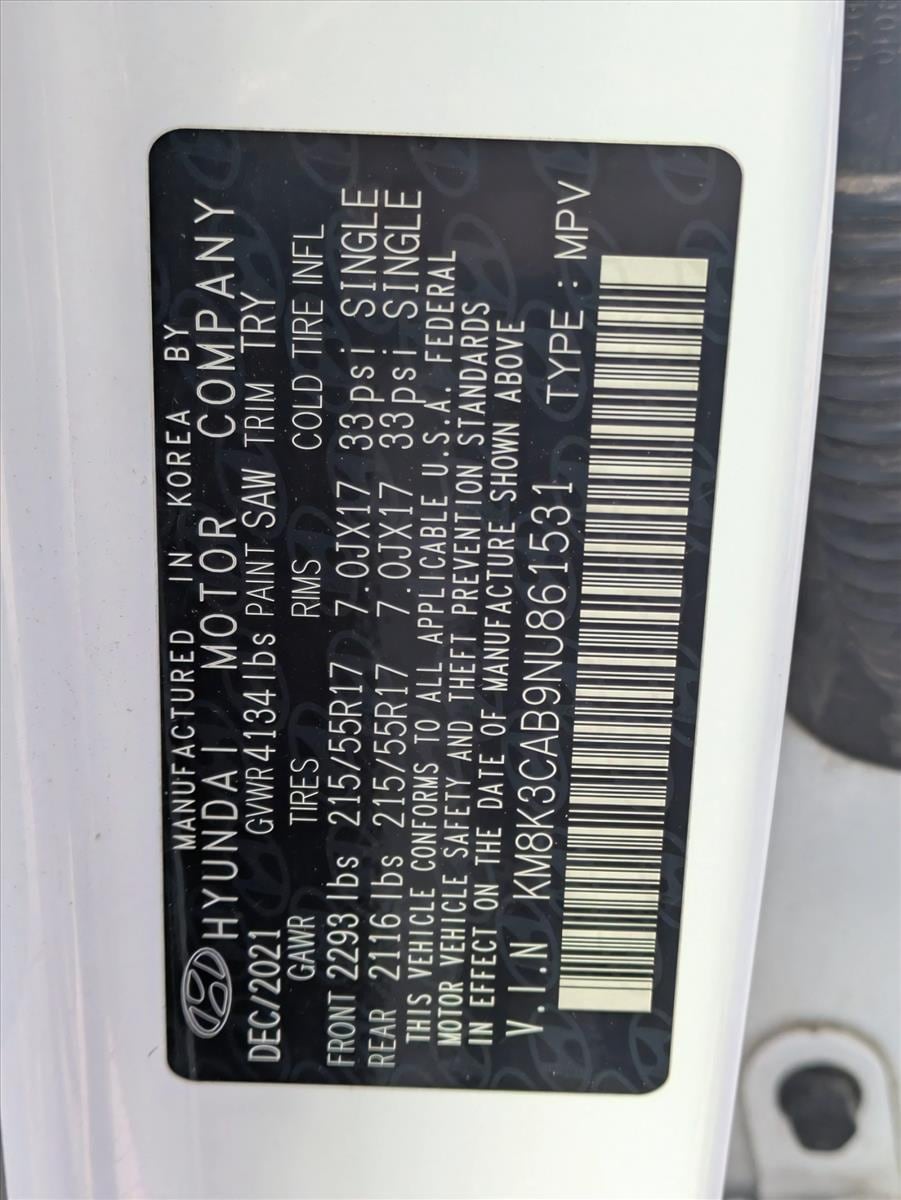 MANUFACTURED IN KOREA BY
HYUNDAI MOTOR COMPANY
DEC/2021 GVWR4134lbs PAINT SAW TRIM TRY
GAWR TIRES RIMS COLD TIRE INFL
FRONT 2293lbs 215/55R17 7.0JX17 33psi SINGLE
REAR 2116lbs 215/55R17 7.0JX17 33psi SINGLE
THIS VEHICLE CONFORMS TO ALL APPLICABLE U.S.A. FEDERAL
MOTOR VEHICLE SAFETY AND THEFT PREVENTION STANDARDS
IN EFFECT ON THE DATE OF MANUFACTURE SHOWN ABOVE
V.I.N KM8K3CAB9NU861531 TYPE : MPV